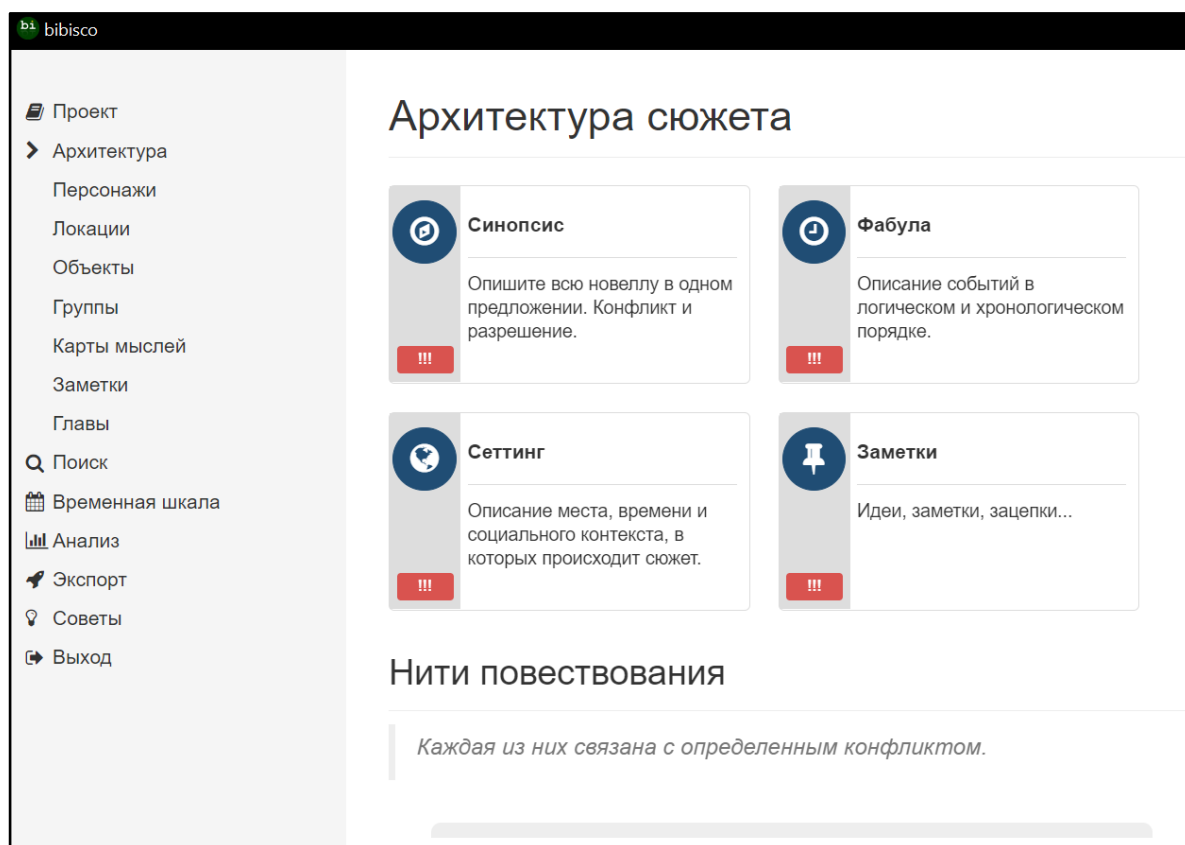 bi bibisco
Проект
Архитектура
Персонажи
Локации
Объекты
Группы
Карты мыслей
Заметки
Главы
Поиск
Временная шкала
Анализ
Экспорт
Советы
Выход
Архитектура сюжета
Синопсис
Опишите всю новеллу в одном
предложении. Конфликт и
разрешение.
!!!
Фабула
Описание событий в
логическом и хронологическом
порядке.
!!!
Сеттинг
Описание места, времени и
социального контекста, в
которых происходит сюжет.
!!!
Заметки
Идеи, заметки, зацепки...
!!!
Нити повествования
Каждая из них связана с определенным конфликтом.